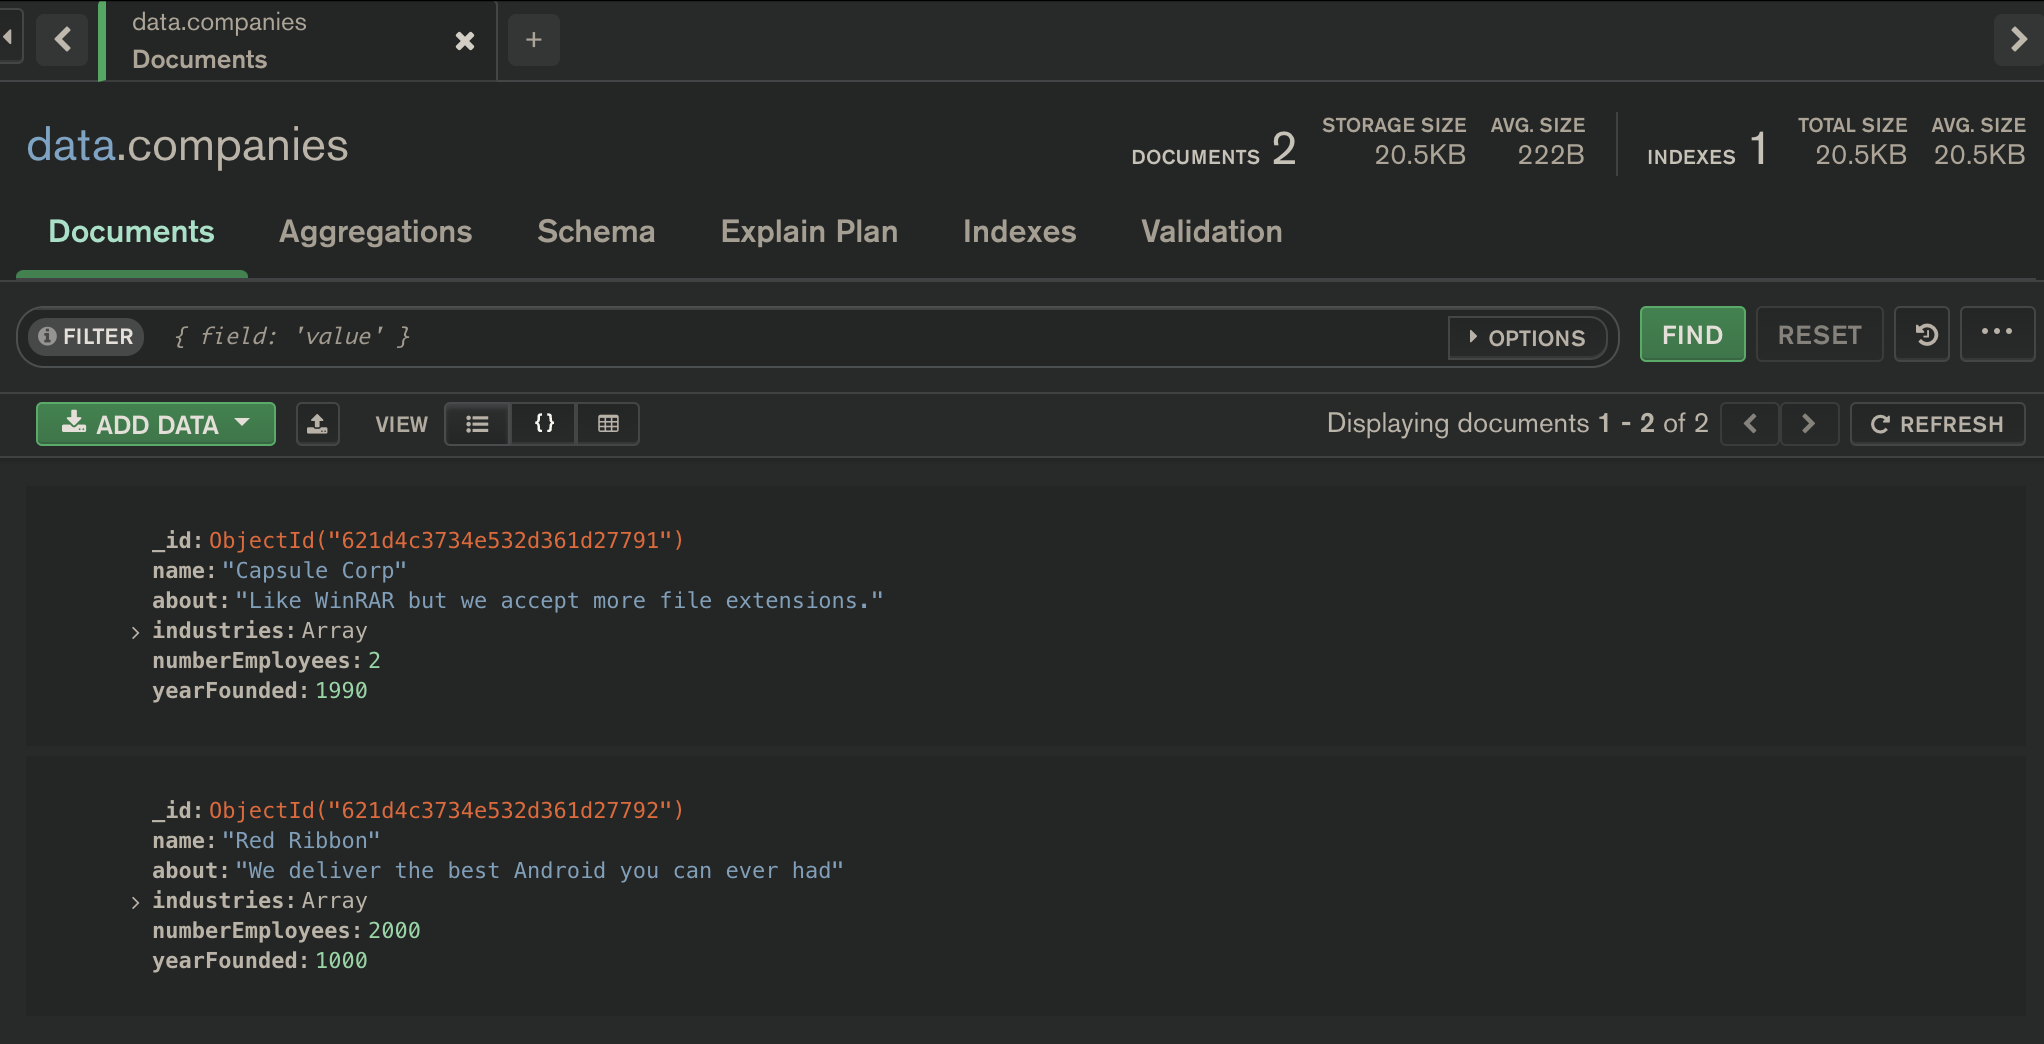 data.companies
Documents
data.companies
DOCUMENTS 2
STORAGE SIZE AVG. SIZE
20.5KB 222B
INDEXES 1
TOTAL SIZE AVG. SIZE
20.5KB 20.5KB
Documents Aggregations Schema Explain Plan Indexes Validation
FILTER { field: 'value' } OPTIONS FIND RESET
ADD DATA VIEW {} Displaying documents 1 - 2 of 2 REFRESH
_id: ObjectId("621d4c3734e532d361d27791")
name: "Capsule Corp"
about: "Like WinRAR but we accept more file extensions."
industries: Array
numberEmployees: 2
yearFounded: 1990
_id: ObjectId("621d4c3734e532d361d27792")
name: "Red Ribbon"
about: "We deliver the best Android you can ever had"
industries: Array
numberEmployees: 2000
yearFounded: 1000